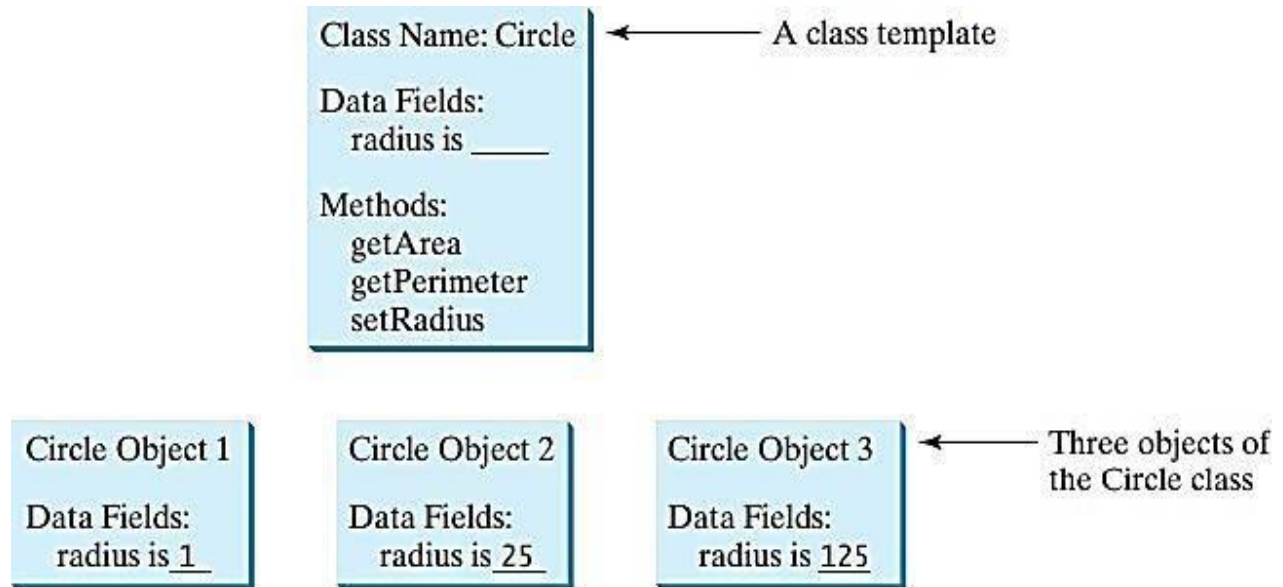 Class Name: Circle
A class template
Data Fields:
radius is _____
Methods:
getArea
getPerimeter
setRadius
Circle Object 1
Data Fields:
radius is 1
Circle Object 2
Data Fields:
radius is 25
Circle Object 3
Data Fields:
radius is 125
Three objects of
the Circle class